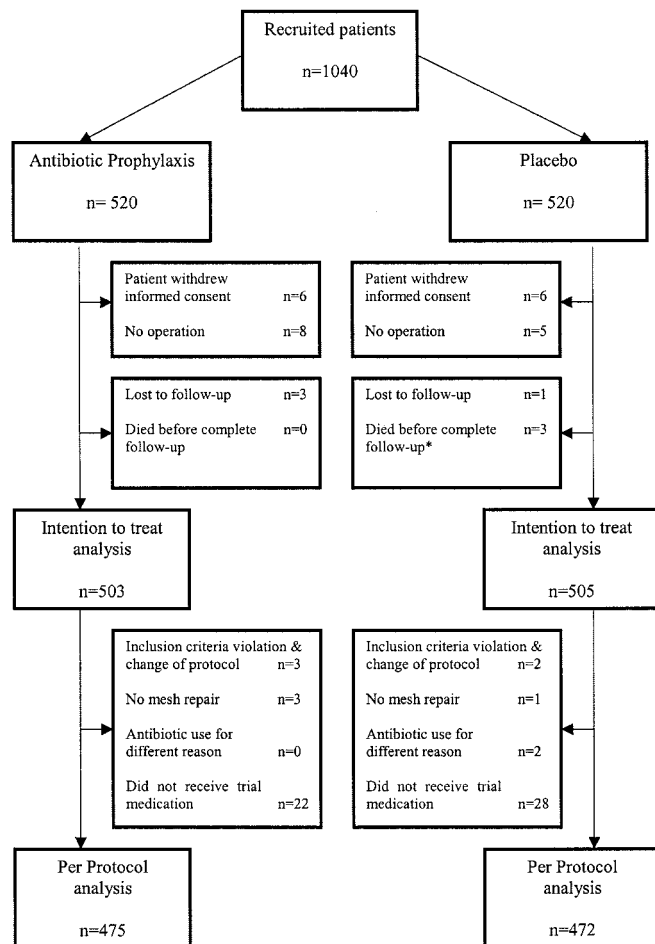 Recruited patients
n=1040
Antibiotic Prophylaxis
n= 520
Placebo
n= 520
Patient withdrew
informed consent n=6
No operation n=8
Patient withdrew
informed consent n=6
No operation n=5
Lost to follow-up n=3
Died before complete n=0
follow-up
Lost to follow-up n=1
Died before complete n=3
follow-up*
Intention to treat
analysis
n=503
Intention to treat
analysis
n=505
Inclusion criteria violation &
change of protocol n=3
No mesh repair n=3
Antibiotic use for
different reason n=0
Did not receive trial
medication n=22
Inclusion criteria violation &
change of protocol n=2
No mesh repair n=1
Antibiotic use for
different reason n=2
Did not receive trial
medication n=28
Per Protocol
analysis
n=475
Per Protocol
analysis
n=472